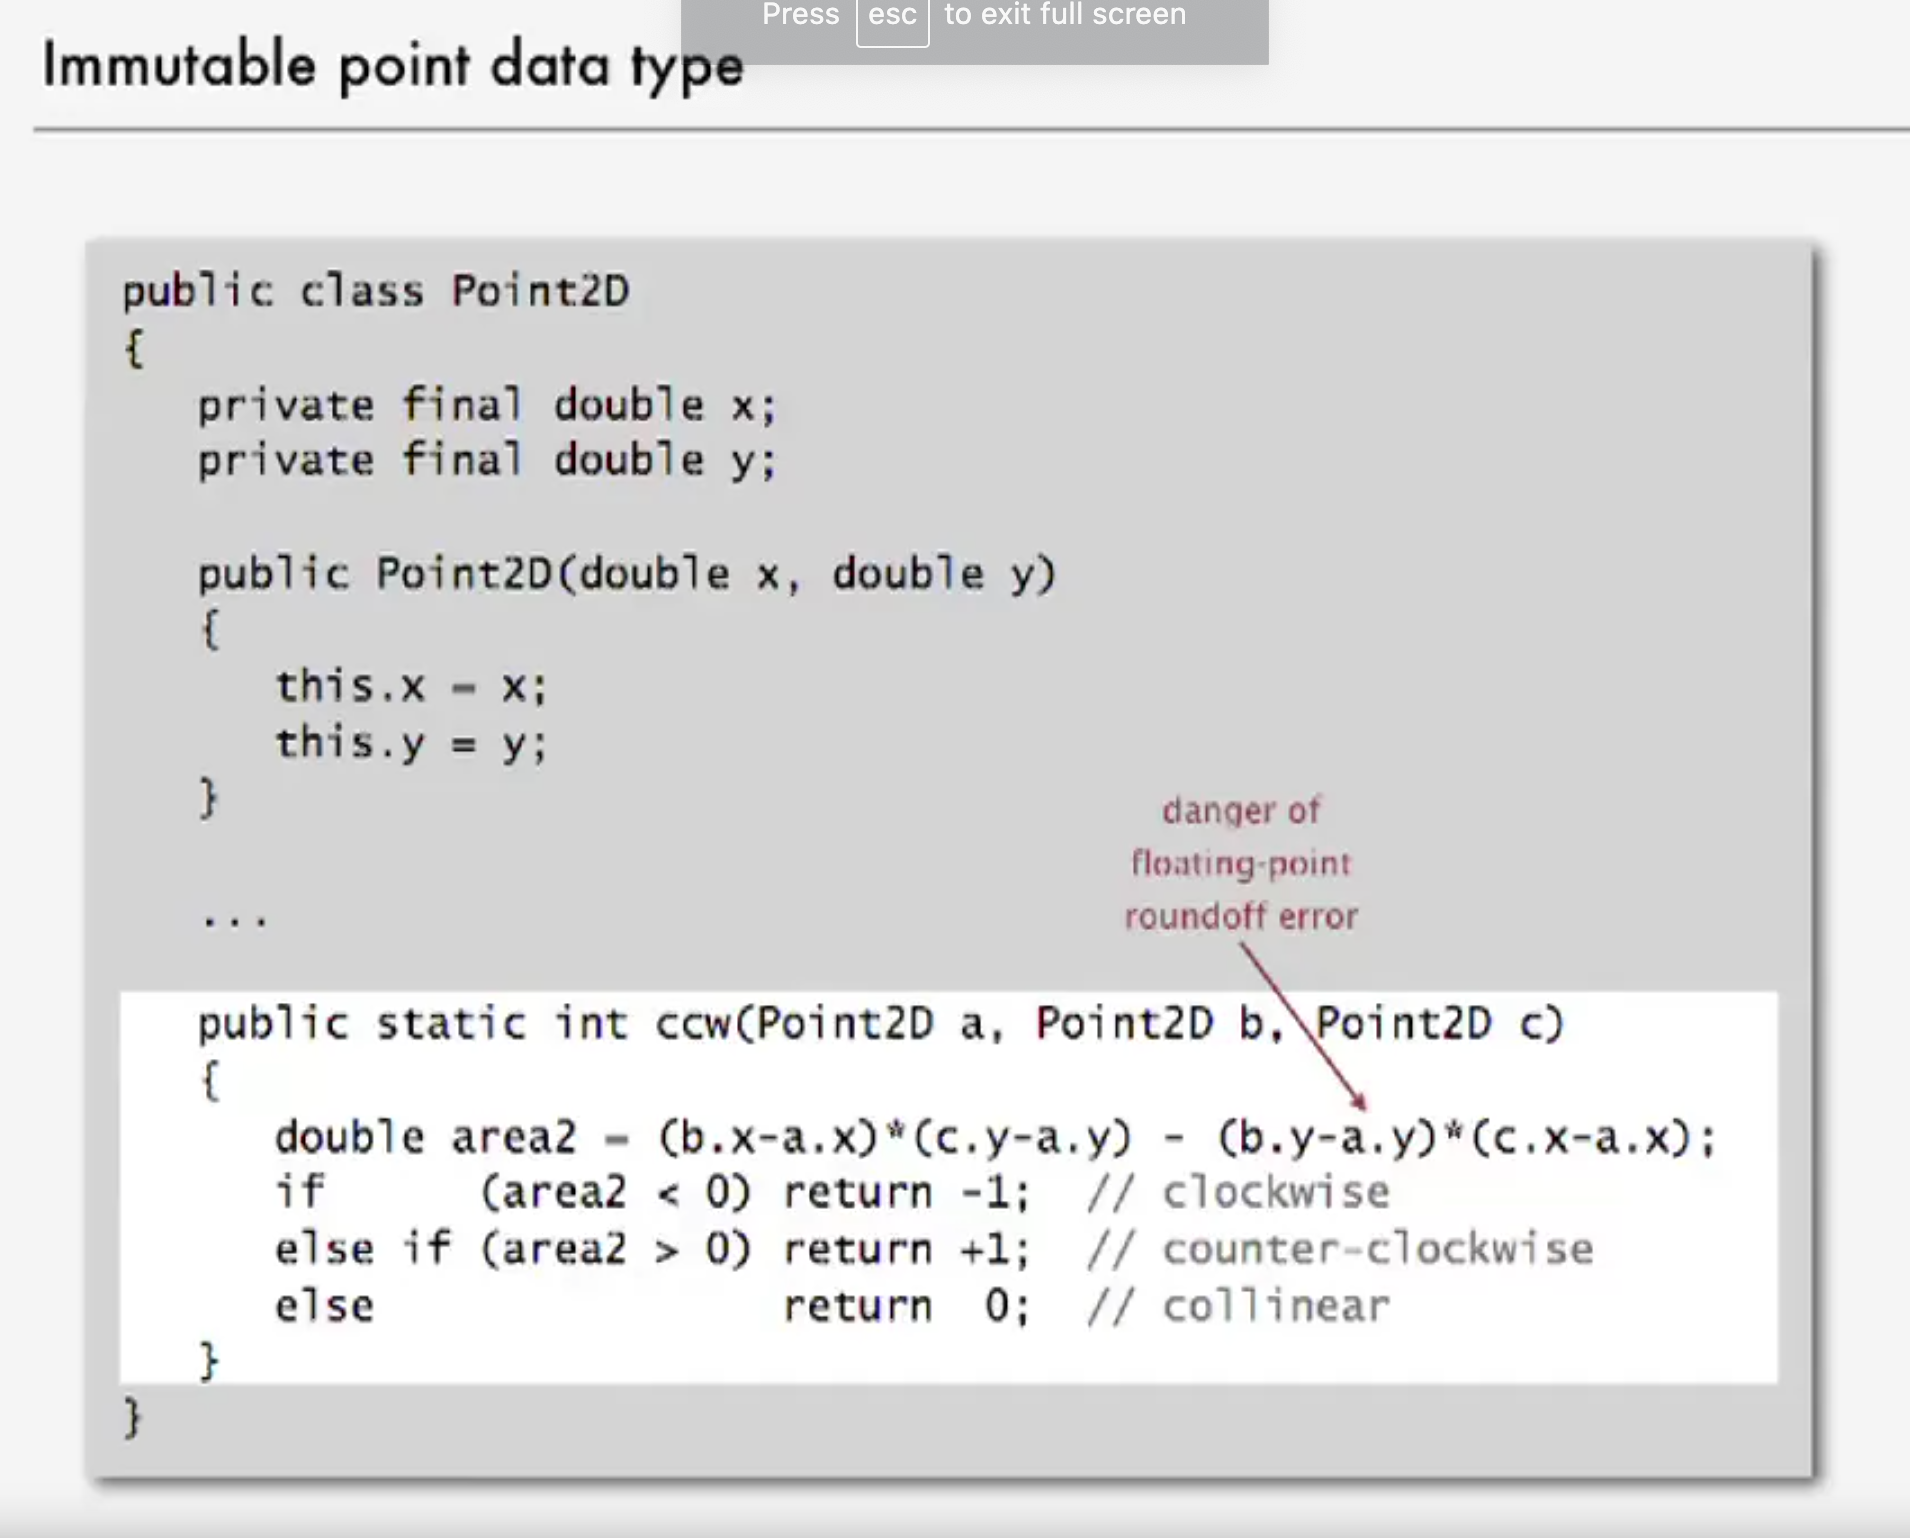 Press esc to exit full screen
Immutable point data type
public class Point2D
{
private final double x;
private final double y;
public Point2D(double x, double y)
{
this.x = x;
this.y = y;
}
danger of
floating-point
roundoff error
...
public static int ccw(Point2D a, Point2D b, Point2D c)
{
double area2 = (b.x-a.x)*(c.y-a.y) - (b.y-a.y)*(c.x-a.x);
if (area2 < 0) return -1; // clockwise
else if (area2 > 0) return +1; // counter-clockwise
else return 0; // collinear
}
}